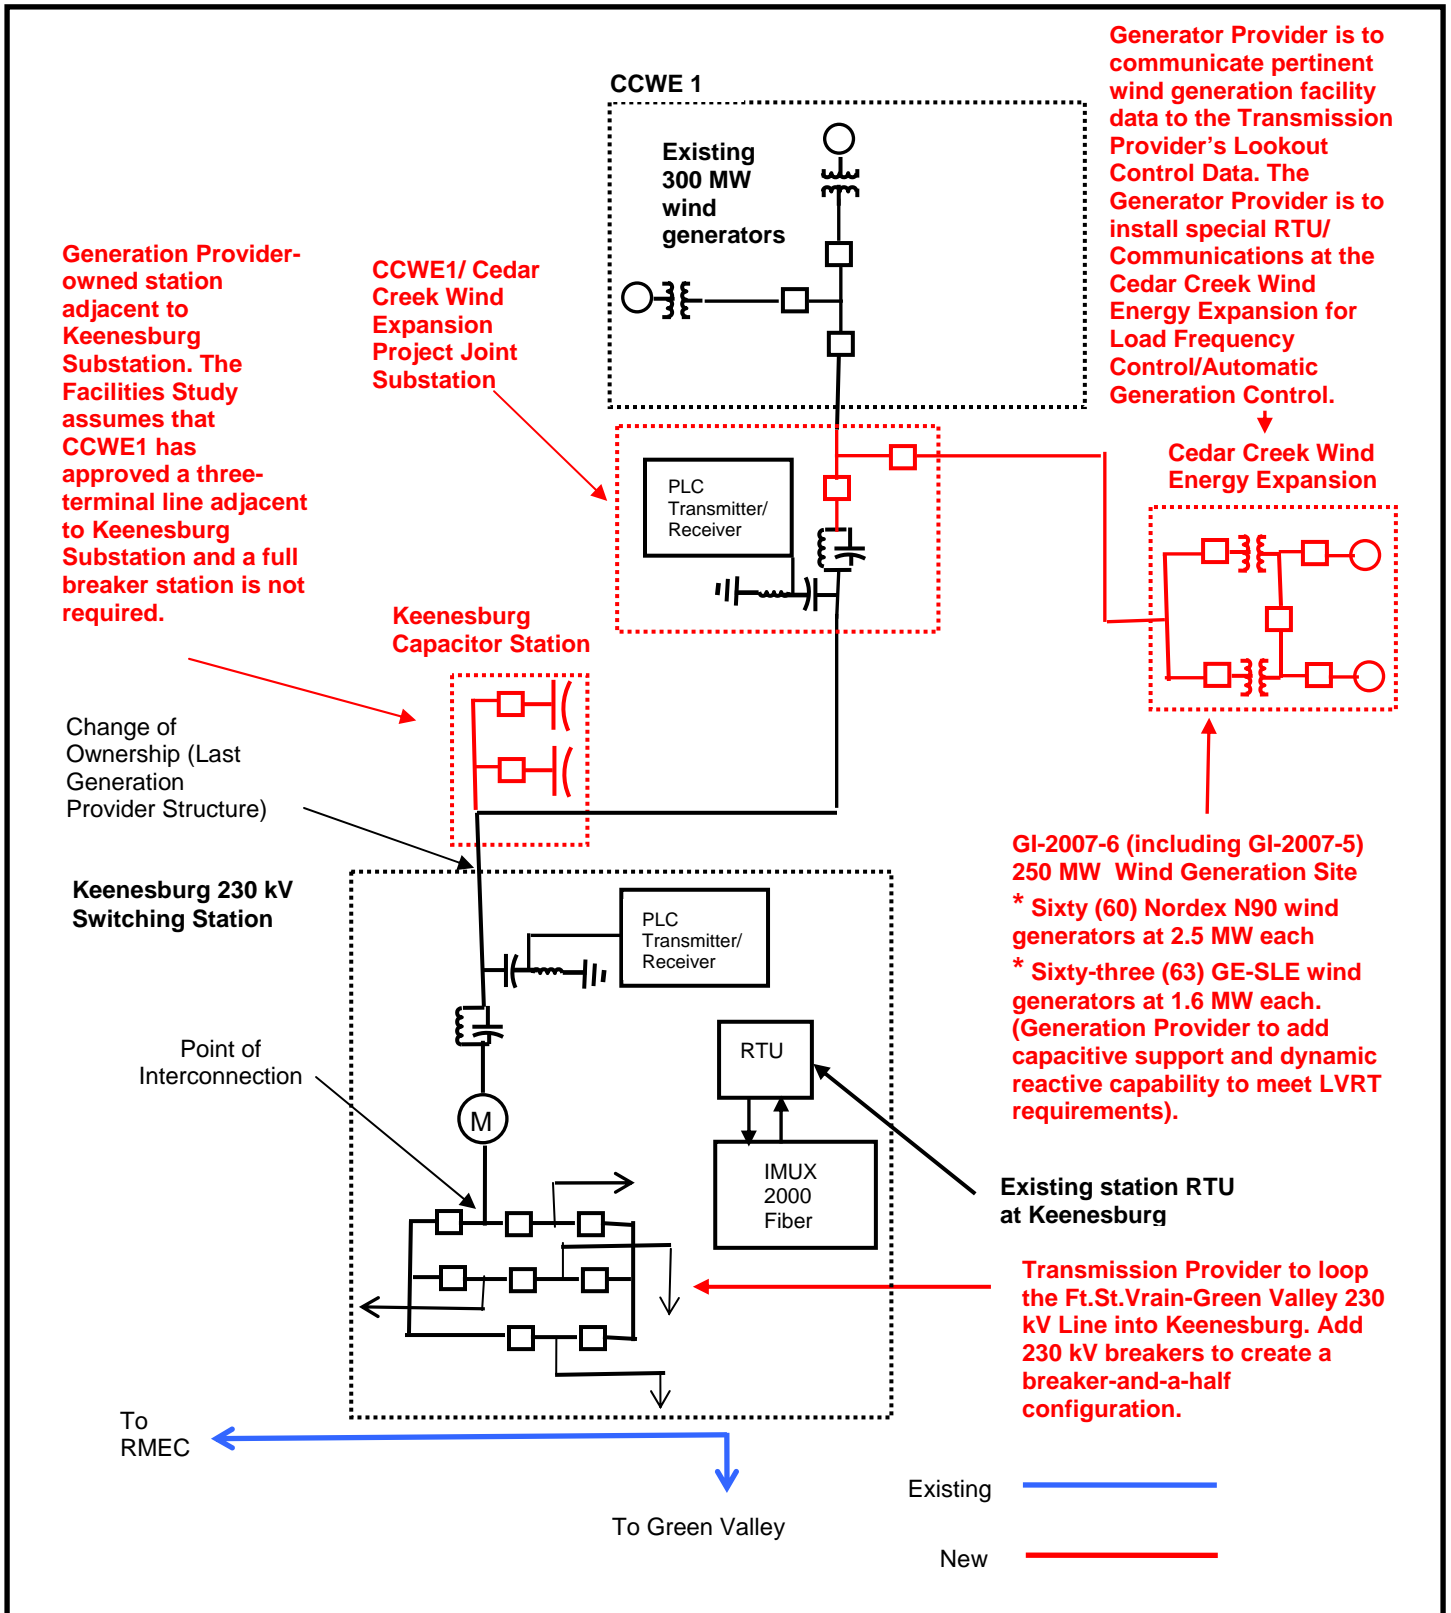 Generator Provider is to
communicate pertinent
wind generation facility
data to the Transmission
Provider’s Lookout
Control Data. The
Generator Provider is to
install special RTU/
Communications at the
Cedar Creek Wind
Energy Expansion for
Load Frequency
Control/Automatic
Generation Control.
CCWE 1
Existing
300 MW
wind
generators
Generation Provider-
owned station
adjacent to
Keenesburg
Substation. The
Facilities Study
assumes that
CCWE1 has
approved a three-
terminal line adjacent
to Keenesburg
Substation and a full
breaker station is not
required.
CCWE1/ Cedar
Creek Wind
Expansion
Project Joint
Substation
Cedar Creek Wind
Energy Expansion
PLC
Transmitter/
Receiver
Keenesburg
Capacitor Station
Change of
Ownership (Last
Generation
Provider Structure)
GI-2007-6 (including GI-2007-5)
250 MW Wind Generation Site
* Sixty (60) Nordex N90 wind
generators at 2.5 MW each
* Sixty-three (63) GE-SLE wind
generators at 1.6 MW each.
(Generation Provider to add
capacitive support and dynamic
reactive capability to meet LVRT
requirements).
Keenesburg 230 kV
Switching Station
PLC
Transmitter/
Receiver
Point of
Interconnection
M
RTU
IMUX
2000
Fiber
Existing station RTU
at Keenesburg
Transmission Provider to loop
the Ft.St.Vrain-Green Valley 230
kV Line into Keenesburg. Add
230 kV breakers to create a
breaker-and-a-half
configuration.
To
RMEC
To Green Valley
Existing
New